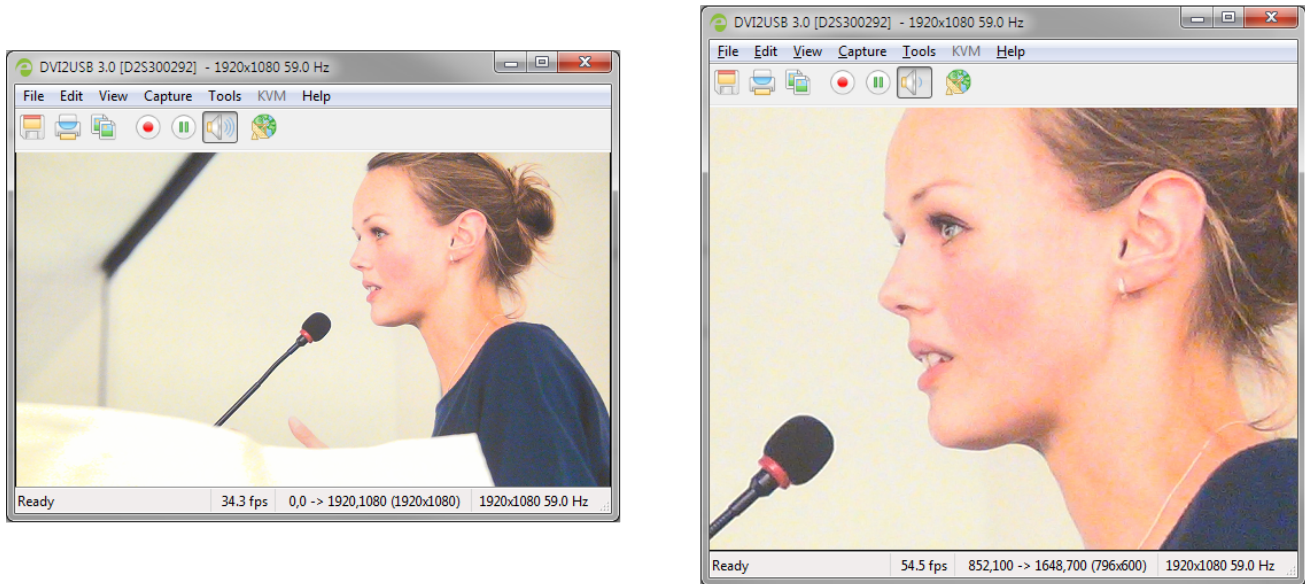 DVI2USB 3.0 [D2S300292] - 1920x1080 59.0 Hz
File Edit View Capture Tools KVM Help
Ready 34.3 fps 0,0 -> 1920,1080 (1920x1080) 1920x1080 59.0 Hz
DVI2USB 3.0 [D2S300292] - 1920x1080 59.0 Hz
File Edit View Capture Tools KVM Help
Ready 54.5 fps 852,100 -> 1648,700 (796x600) 1920x1080 59.0 Hz